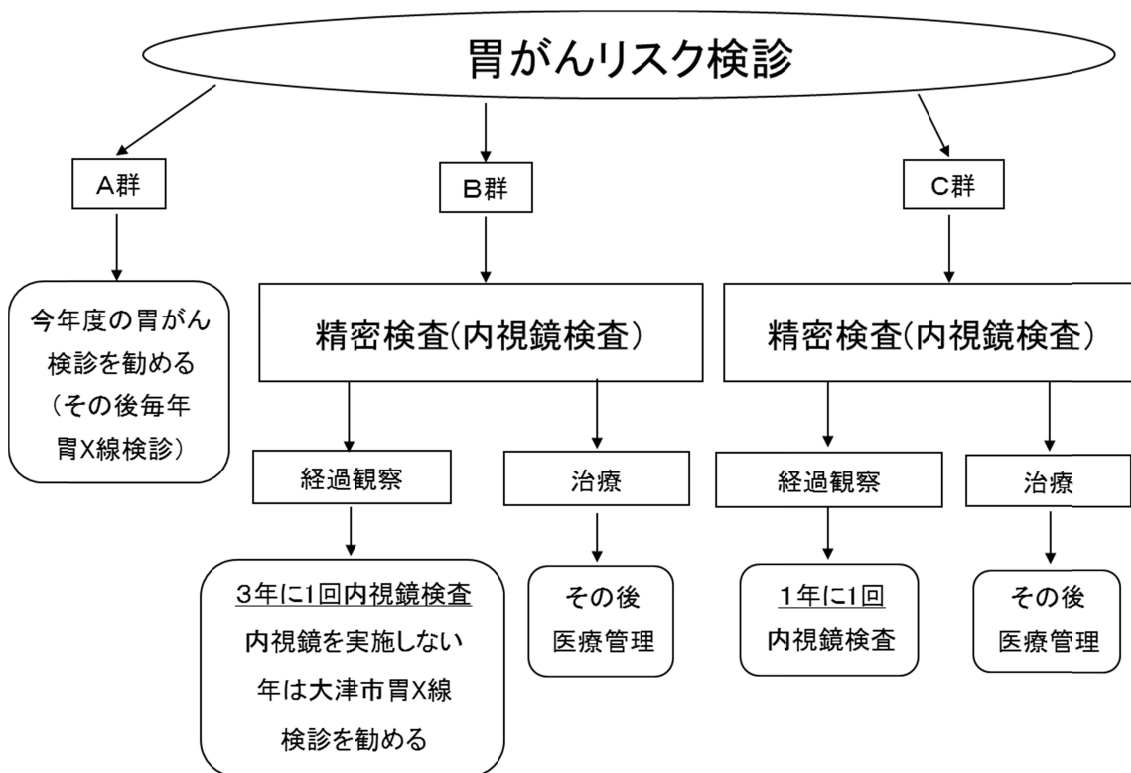 胃がんリスク検診
A群
B群
C群
今年度の胃がん
検診を勧める
(その後毎年
胃X線検診)
精密検査(内視鏡検査)
精密検査(内視鏡検査)
経過観察
治療
経過観察
治療
3年に1回内視鏡検査
内視鏡を実施しない
年は大津市胃X線
検診を勧める
その後
医療管理
1年に1回
内視鏡検査
その後
医療管理